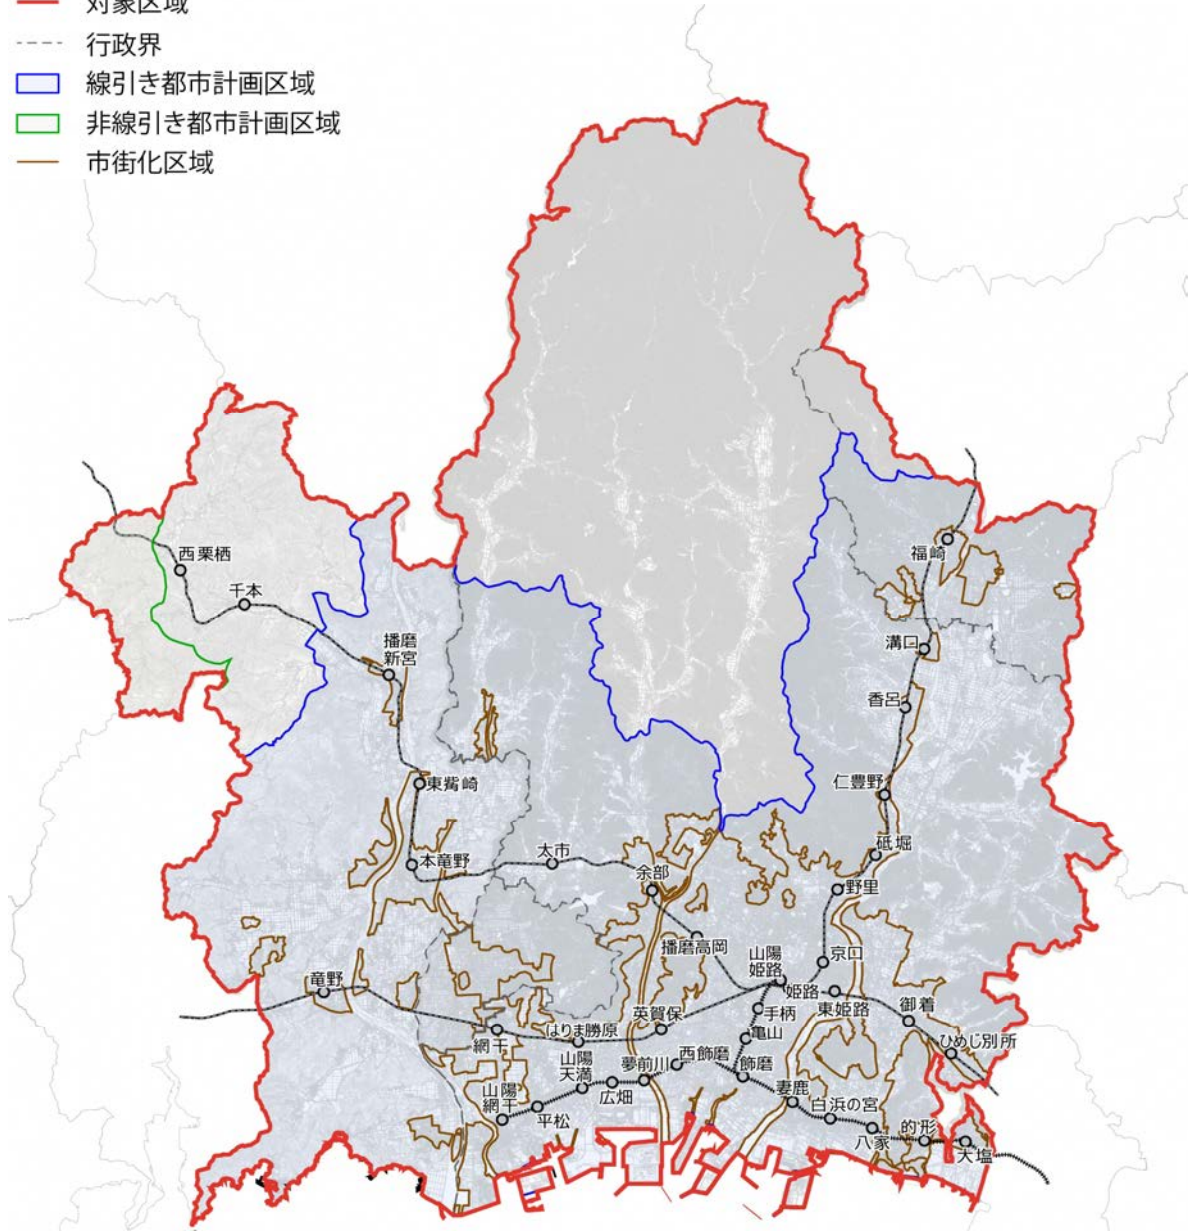 対象区域
行政界
線引き都市計画区域
非線引き都市計画区域
市街化区域
福崎
西栗栖
千本
播磨
新宮
溝口
香呂
仁豊野
東觜崎
砥堀
本竜野
太市
余部
野里
播磨高岡
山陽
姫路
京口
竜野
姫路
東姫路
御着
手柄
英賀保
はりま勝原
網干
亀山
ひめじ別所
山陽
天満
夢前川
西飾磨
飾磨
広畑
妻鹿
山陽
網干
平松
白浜の宮
八家
的形
大塩